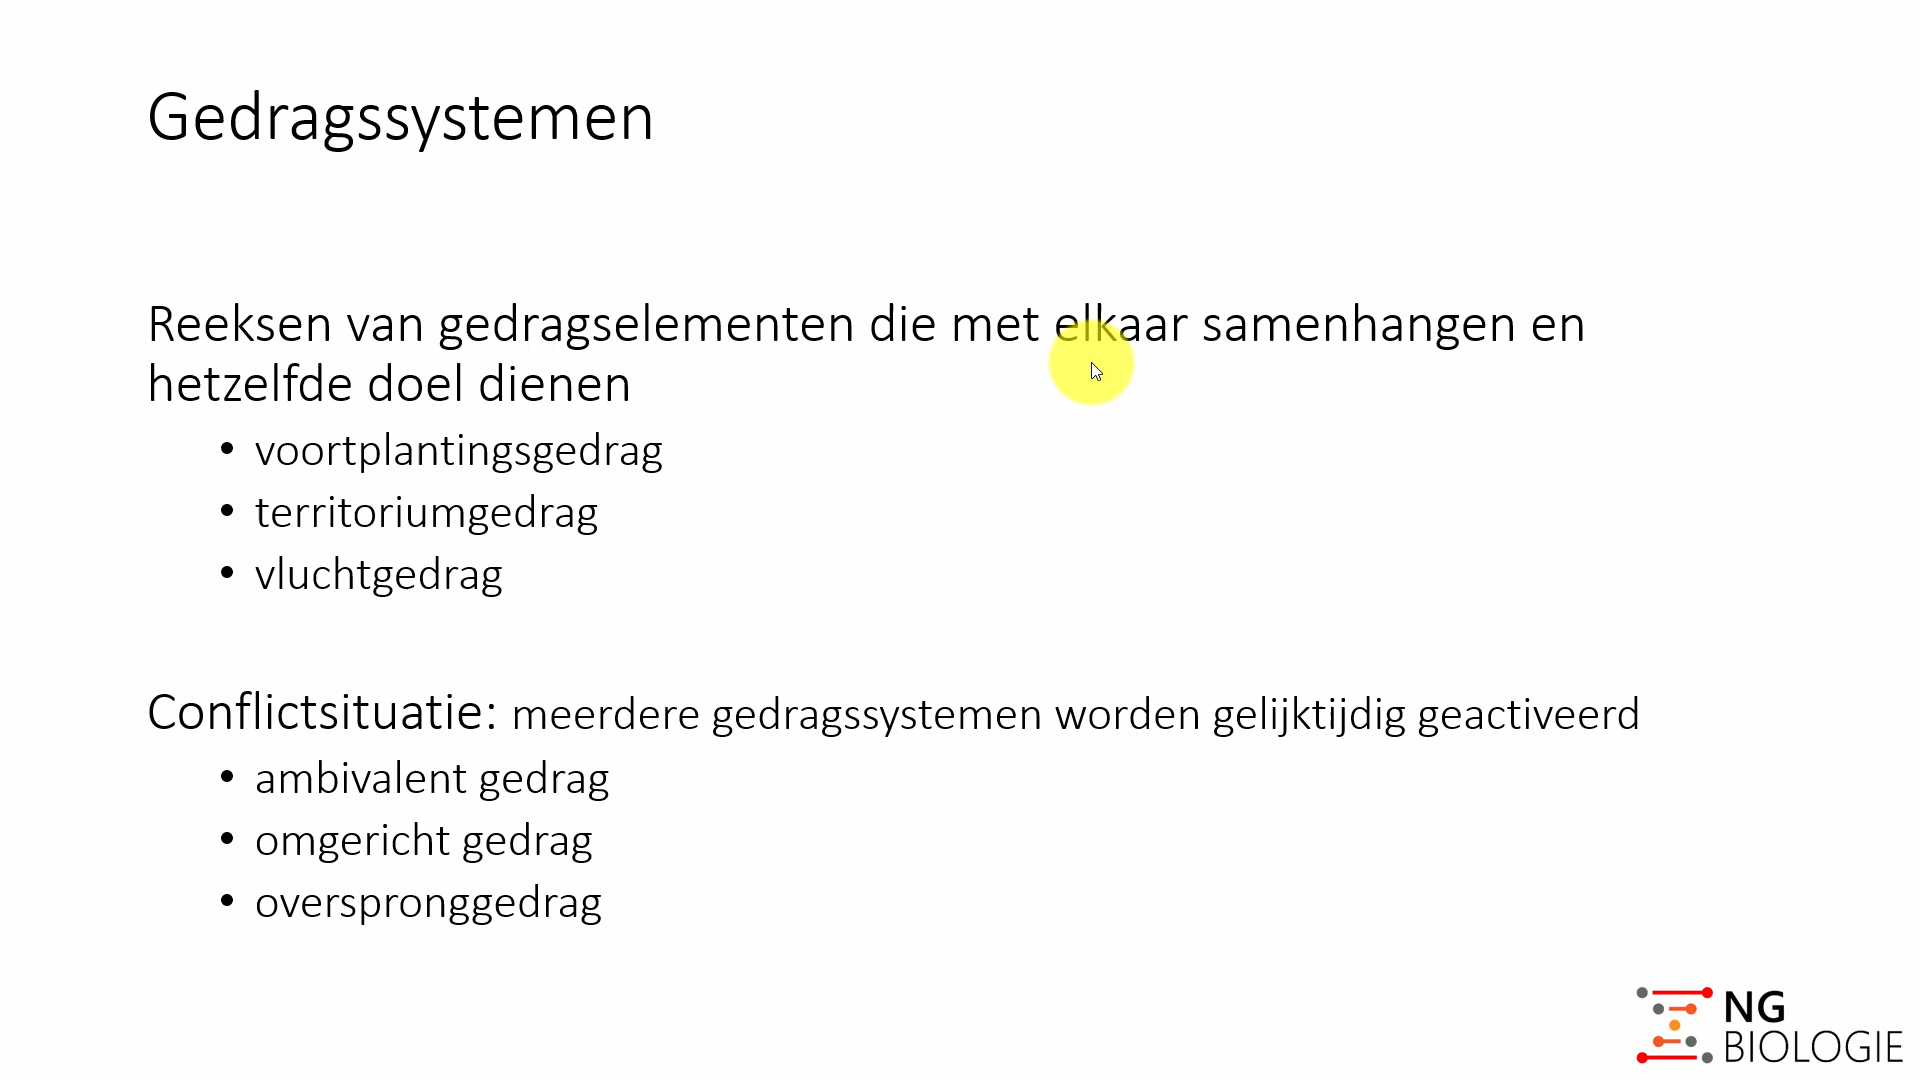 Gedragssystemen
Reeksen van gedragselementen die met elkaar samenhangen en
hetzelfde doel dienen
• voortplantingsgedrag
• territoriumgedrag
• vluchtgedrag
Conflictsituatie: meerdere gedragssystemen worden gelijktijdig geactiveerd
• ambivalent gedrag
• omgericht gedrag
• overspronggedrag
NG
BIOLOGIE